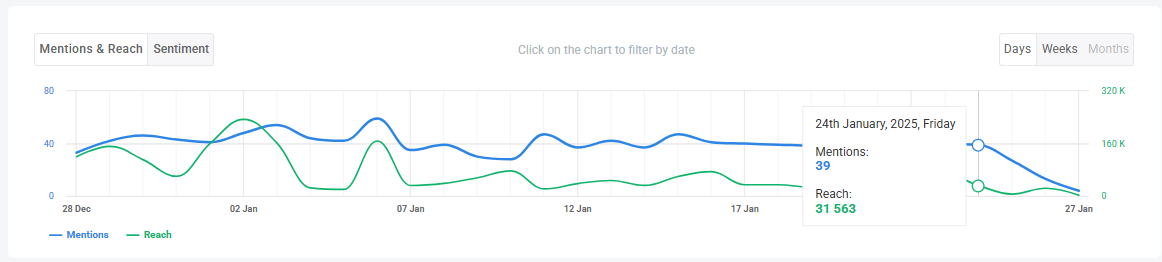 Mentions & Reach Sentiment
Click on the chart to filter by date
Days Weeks Months
80 320 K
24th January, 2025, Friday
40 160 K
Mentions:
39
Reach:
31 563
0 0
28 Dec 02 Jan 07 Jan 12 Jan 17 Jan 27 Jan
Mentions Reach